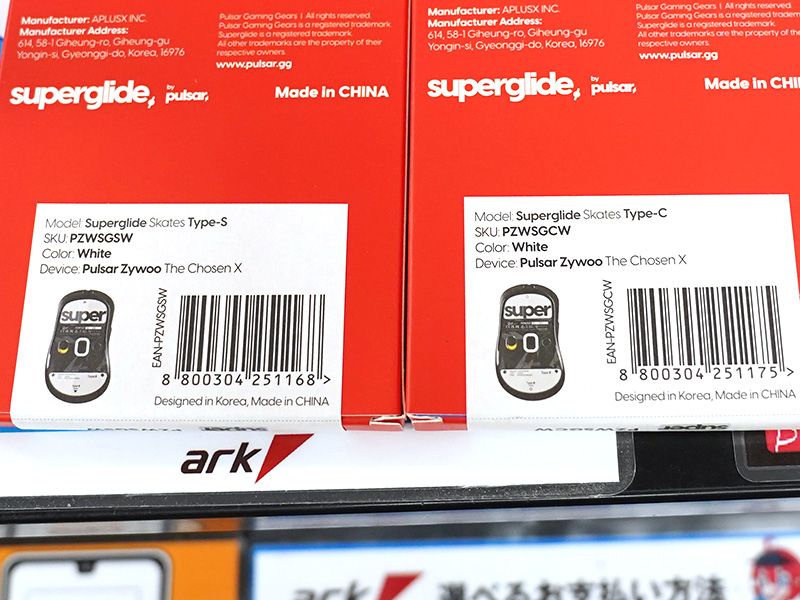 Manufacturer: APLUSX INC.
Manufacturer Address:
614, 58-1 Giheung-ro, Giheung-gu
Yongin-si, Gyeonggi-do, Korea, 16976
Pulsar Gaming Gears | All rights reserved.
Pulsar Gaming Gears is a registered trademark.
Superglide is a registered trademark.
All other trademarks are the property of their
respective owners.
www.pulsar.gg
superglide by pulsar,
Made in CHINA
Model: Superglide Skates Type-S
SKU: PZWSGSW
Color: White
Device: Pulsar Zywoo The Chosen X
super
EAN-PZWSGSW
8 800304 251168 >
Designed in Korea, Made in CHINA
Manufacturer: APLUSX INC.
Manufacturer Address:
614, 58-1 Giheung-ro, Giheung-gu
Yongin-si, Gyeonggi-do, Korea, 16976
Pulsar Gaming Gears | All rights reserved.
Pulsar Gaming Gears is a registered trademark.
Superglide is a registered trademark.
All other trademarks are the property of the
respective owners.
www.pulsar.gg
superglide by pulsar,
Made in CHI
Model: Superglide Skates Type-C
SKU: PZWSGCW
Color: White
Device: Pulsar Zywoo The Chosen X
super
EAN-PZWSGCW
8 800304 251175 >
Designed in Korea, Made in CHINA
super
PZWSGCW
super
ark
ark 選べるお支払い方法